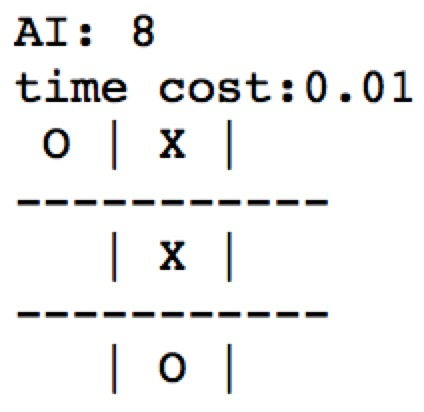 AI: 8
time cost:0.01
O | X |
-----------
| X |
-----------
| O |